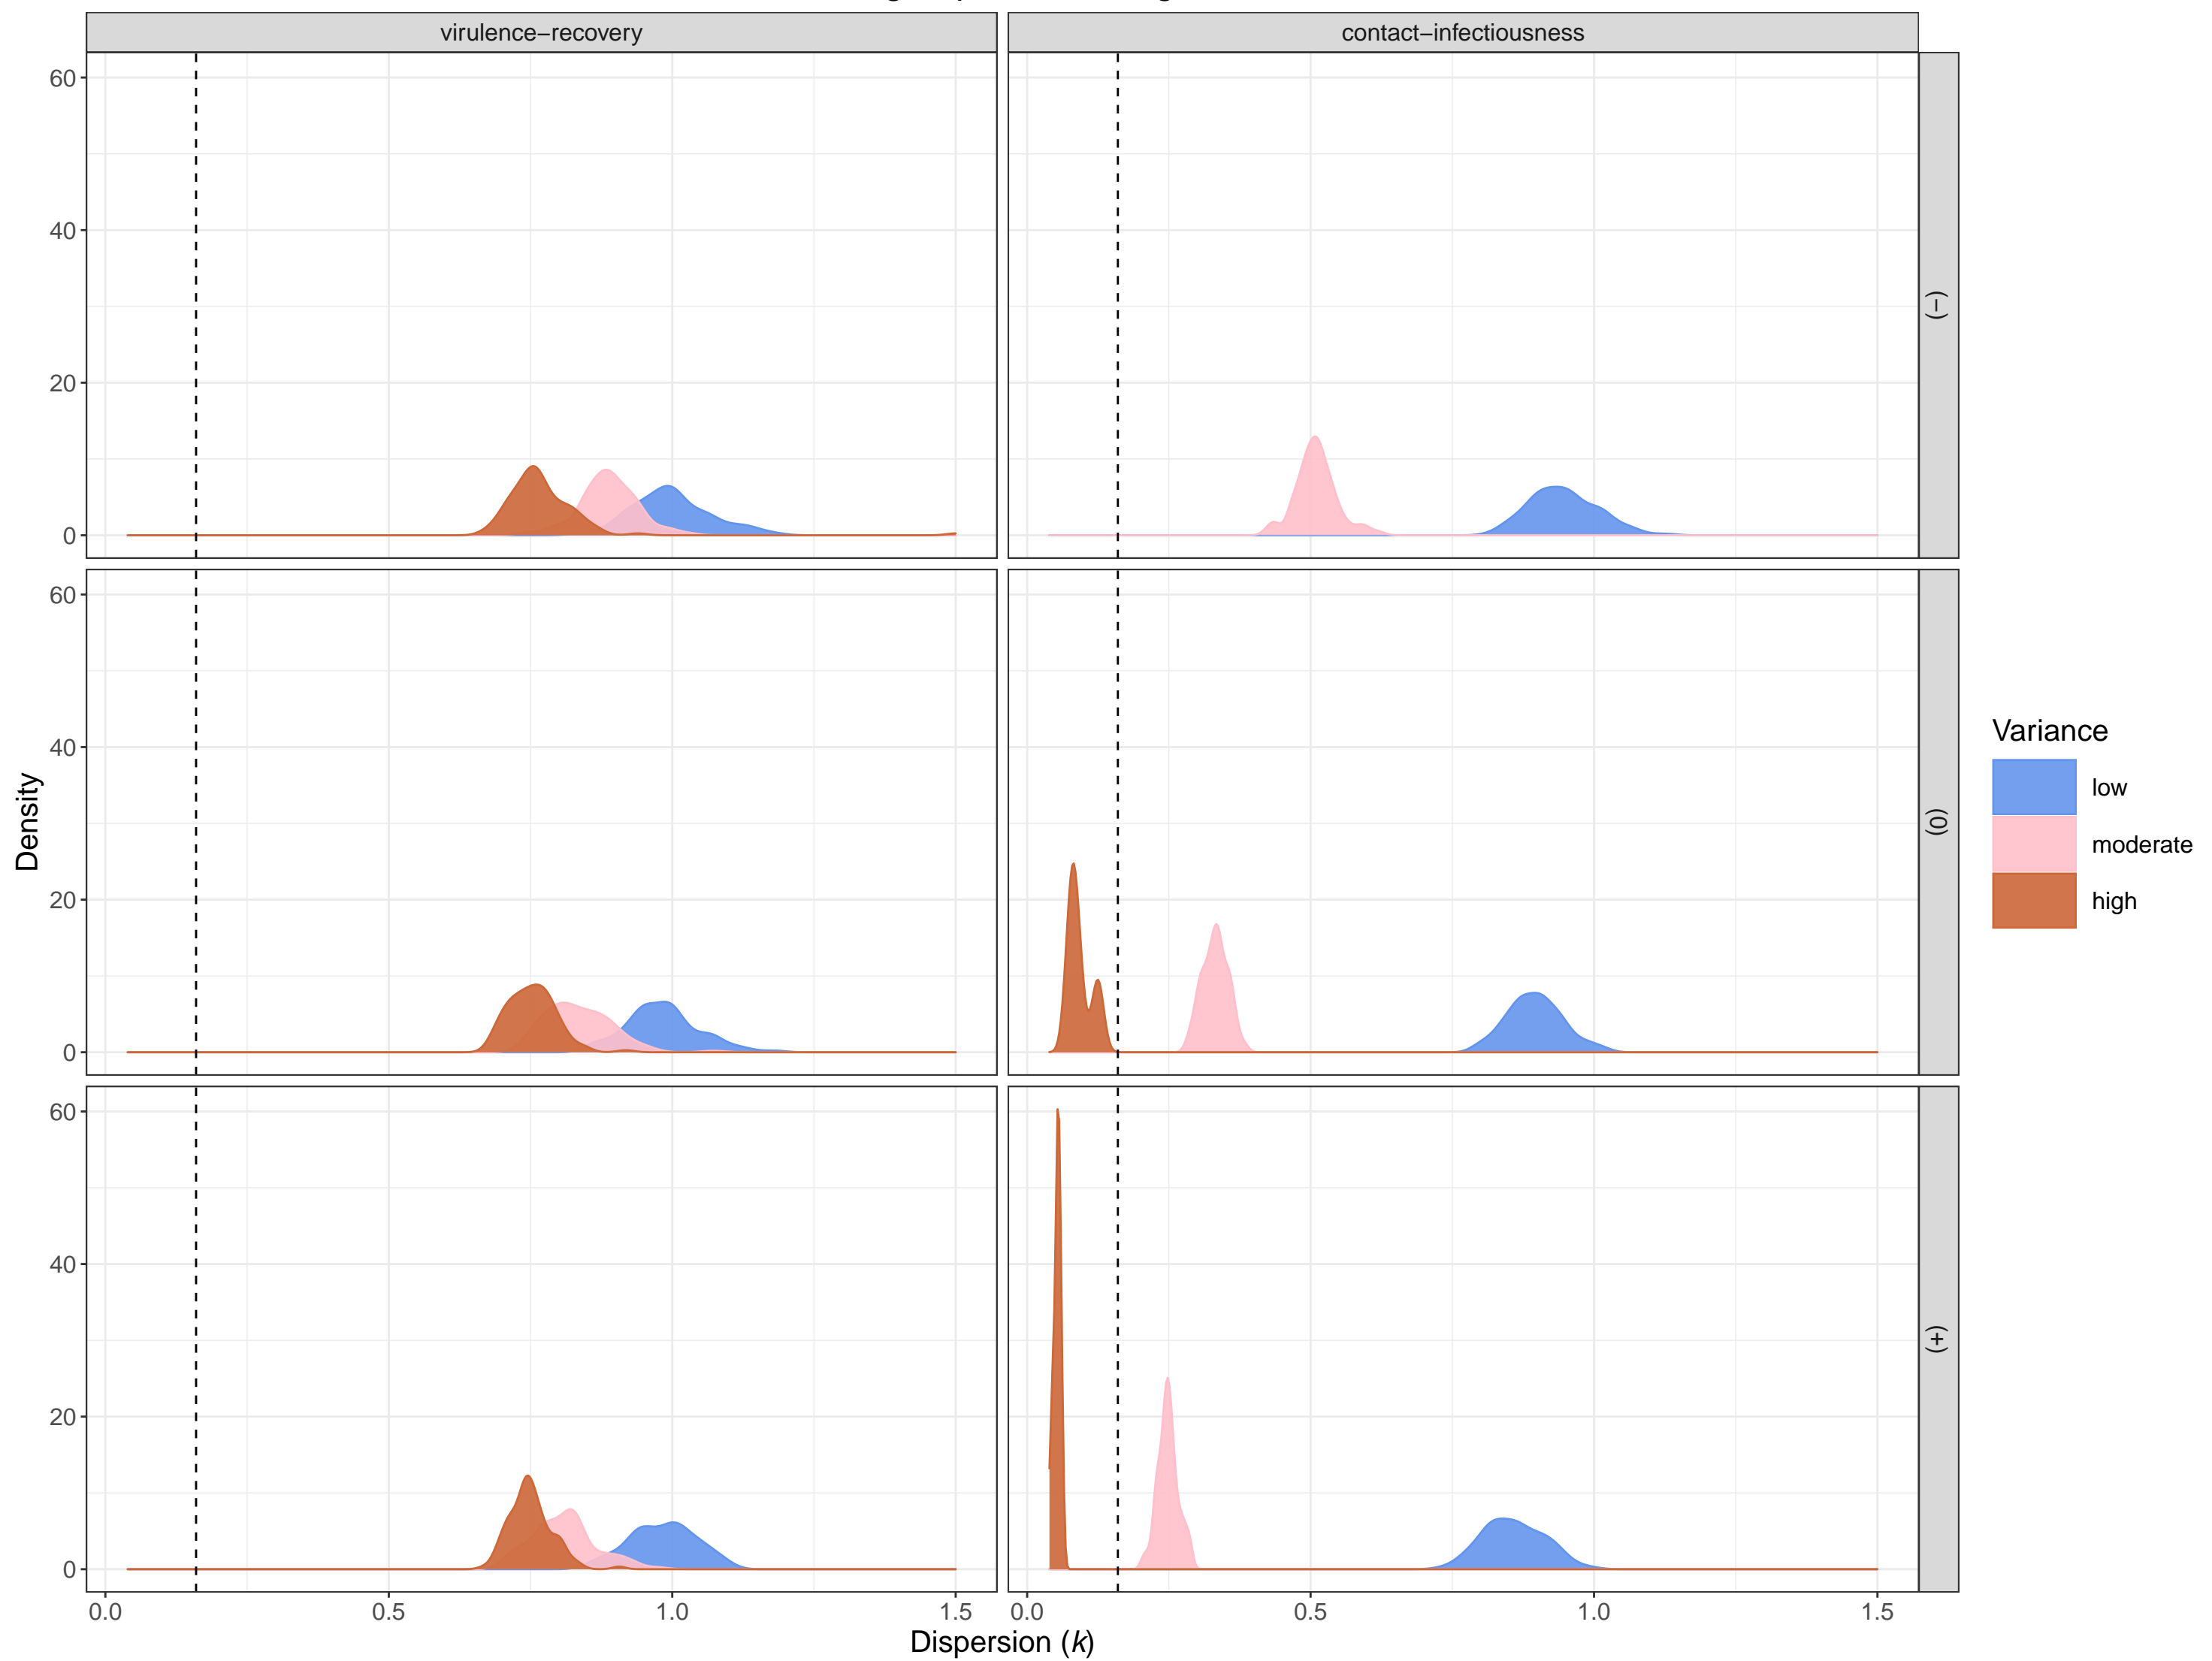 virulence−recovery
contact−infectiousness
60
40
20
0
(−)
60
40
20
0
(0)
60
40
20
0
(+)
Density
0.0
0.5
1.0
1.5
0.0
0.5
1.0
1.5
Dispersion (k)
Variance
low
moderate
high